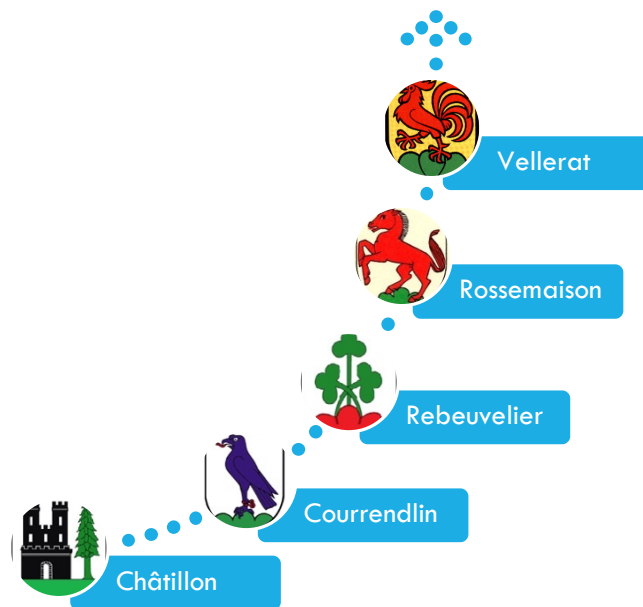 Vellerat
Rossemaison
Rebeuvelier
Courrendlin
Châtillon